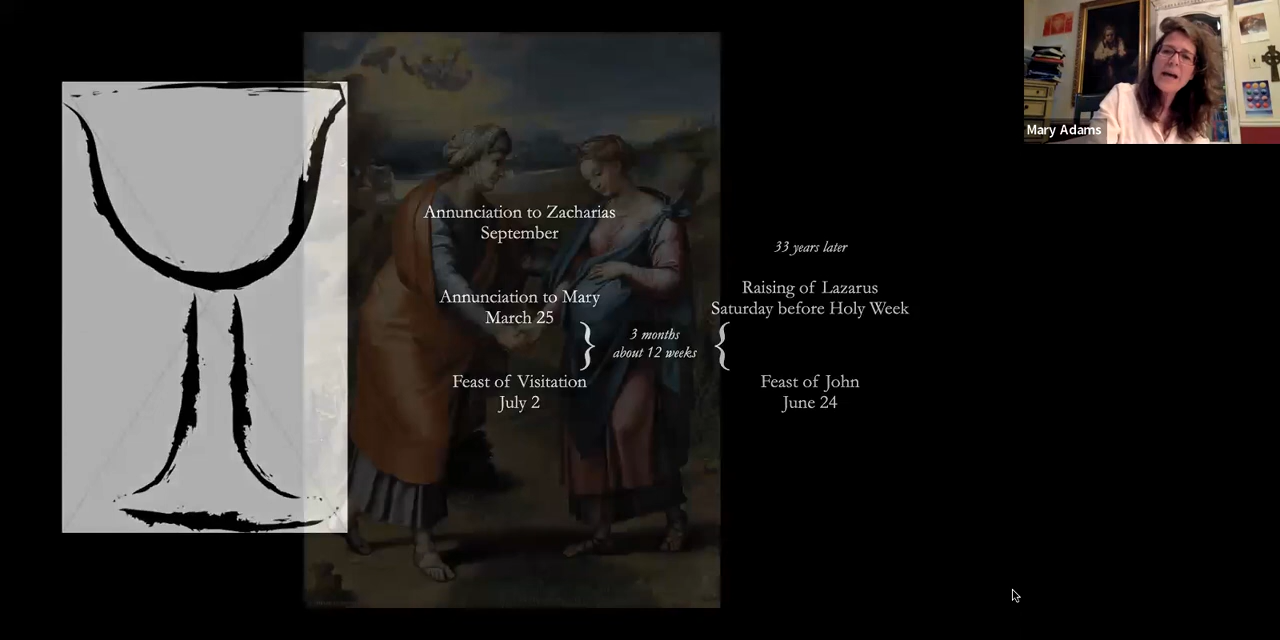 Annunciation to Zacharias
September
Annunciation to Mary
March 25
Feast of Visitation
July 2
3 months
about 12 weeks
33 years later
Raising of Lazarus
Saturday before Holy Week
Feast of John
June 24
Mary Adams